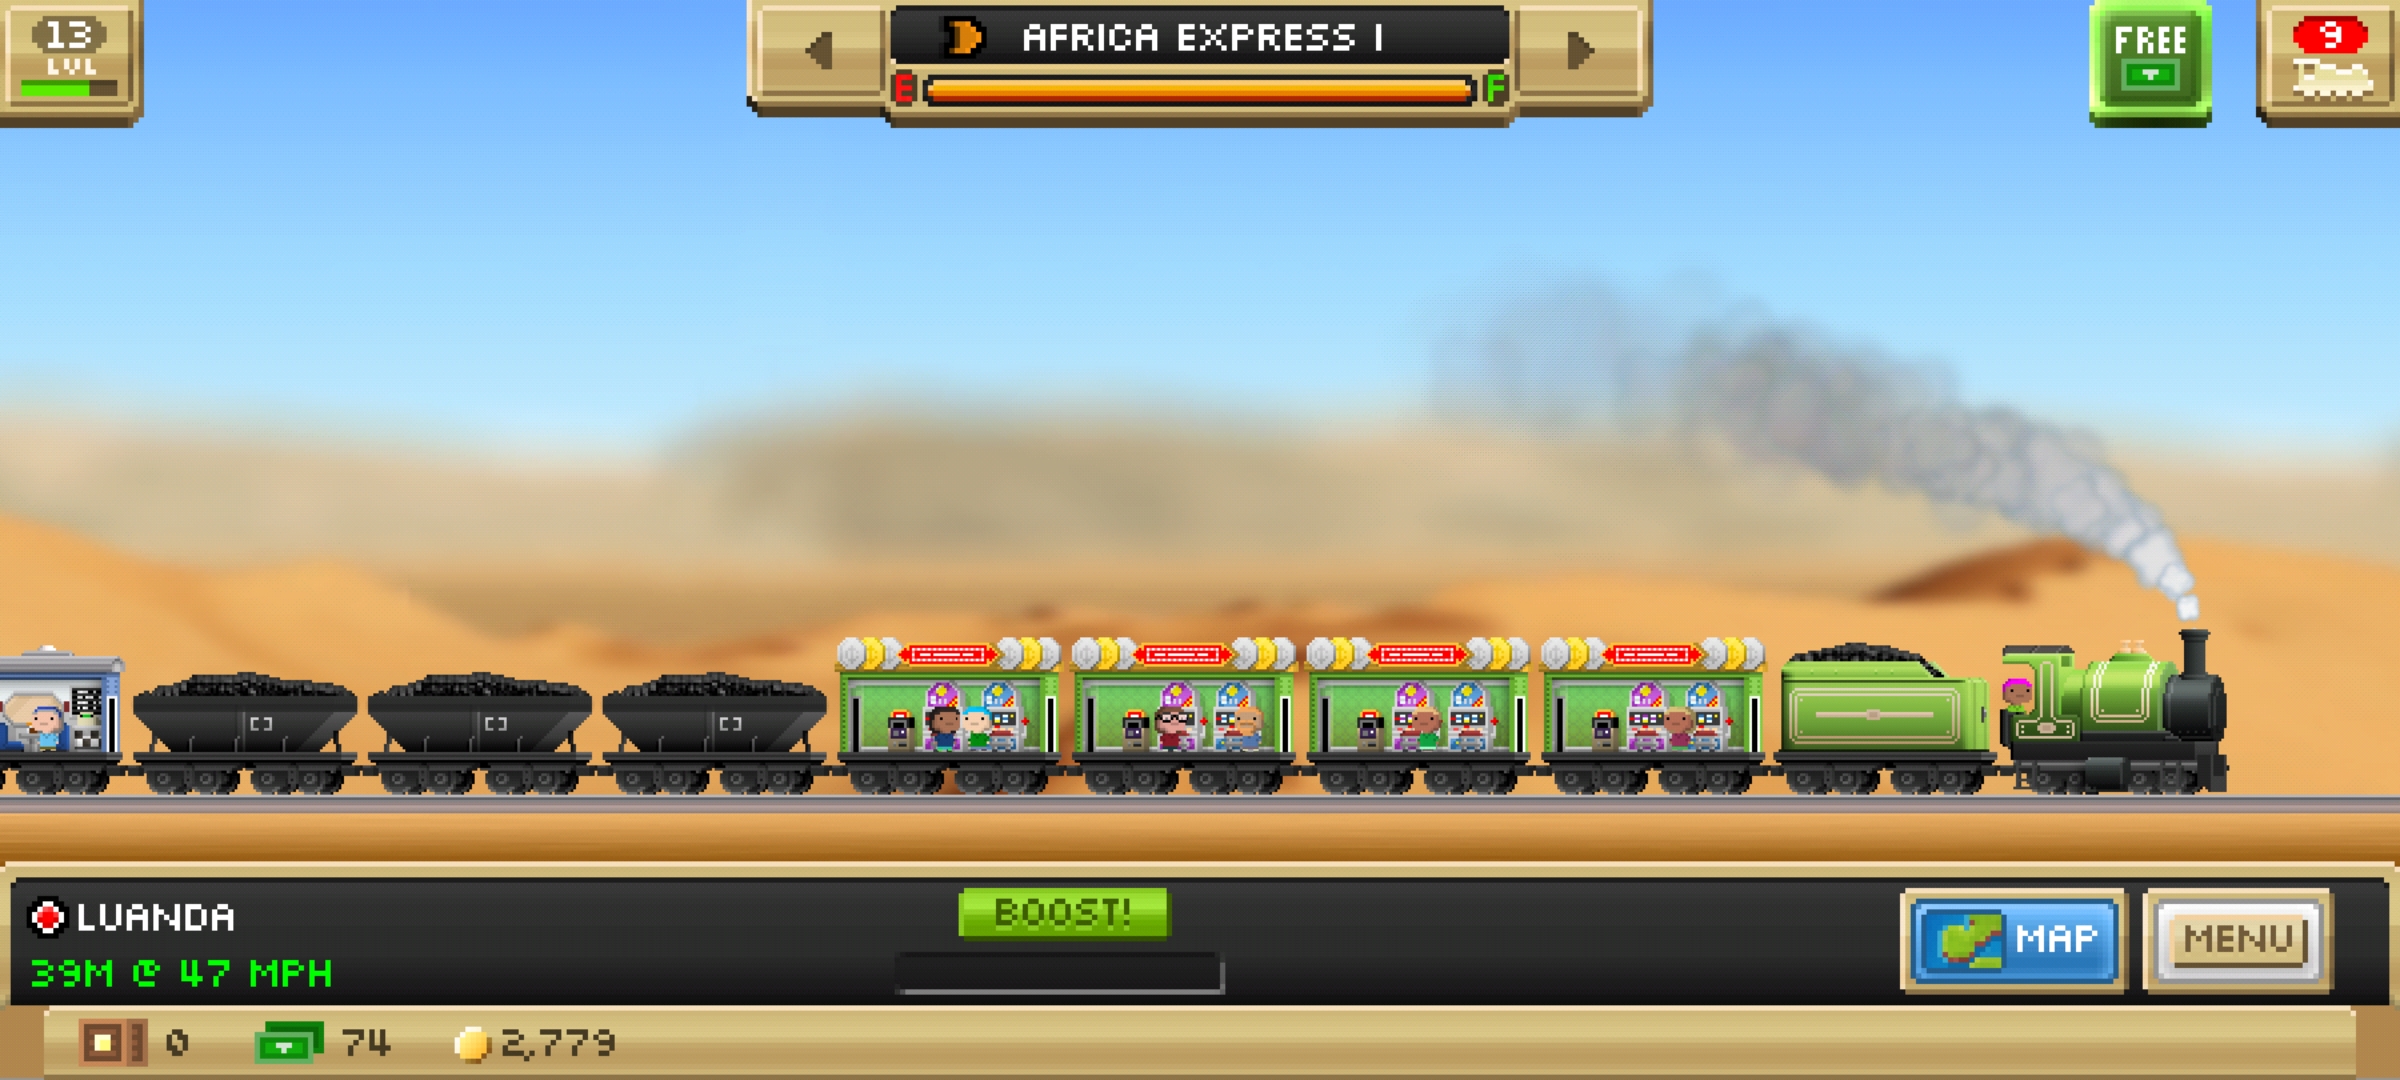 13
LVL
AFRICA EXPRESS I
E F
FREE
9
LUANDA
39M @ 47 MPH
BOOST!
MAP
MENU
0
74
2,779